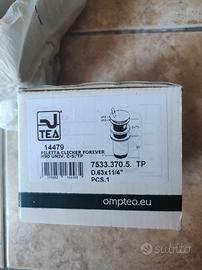 TEA
14479
PILETTA CLICKER FOREVER
7533.370.5. TP
D.63x11/4"
PCS.1
omptea.eu
subito